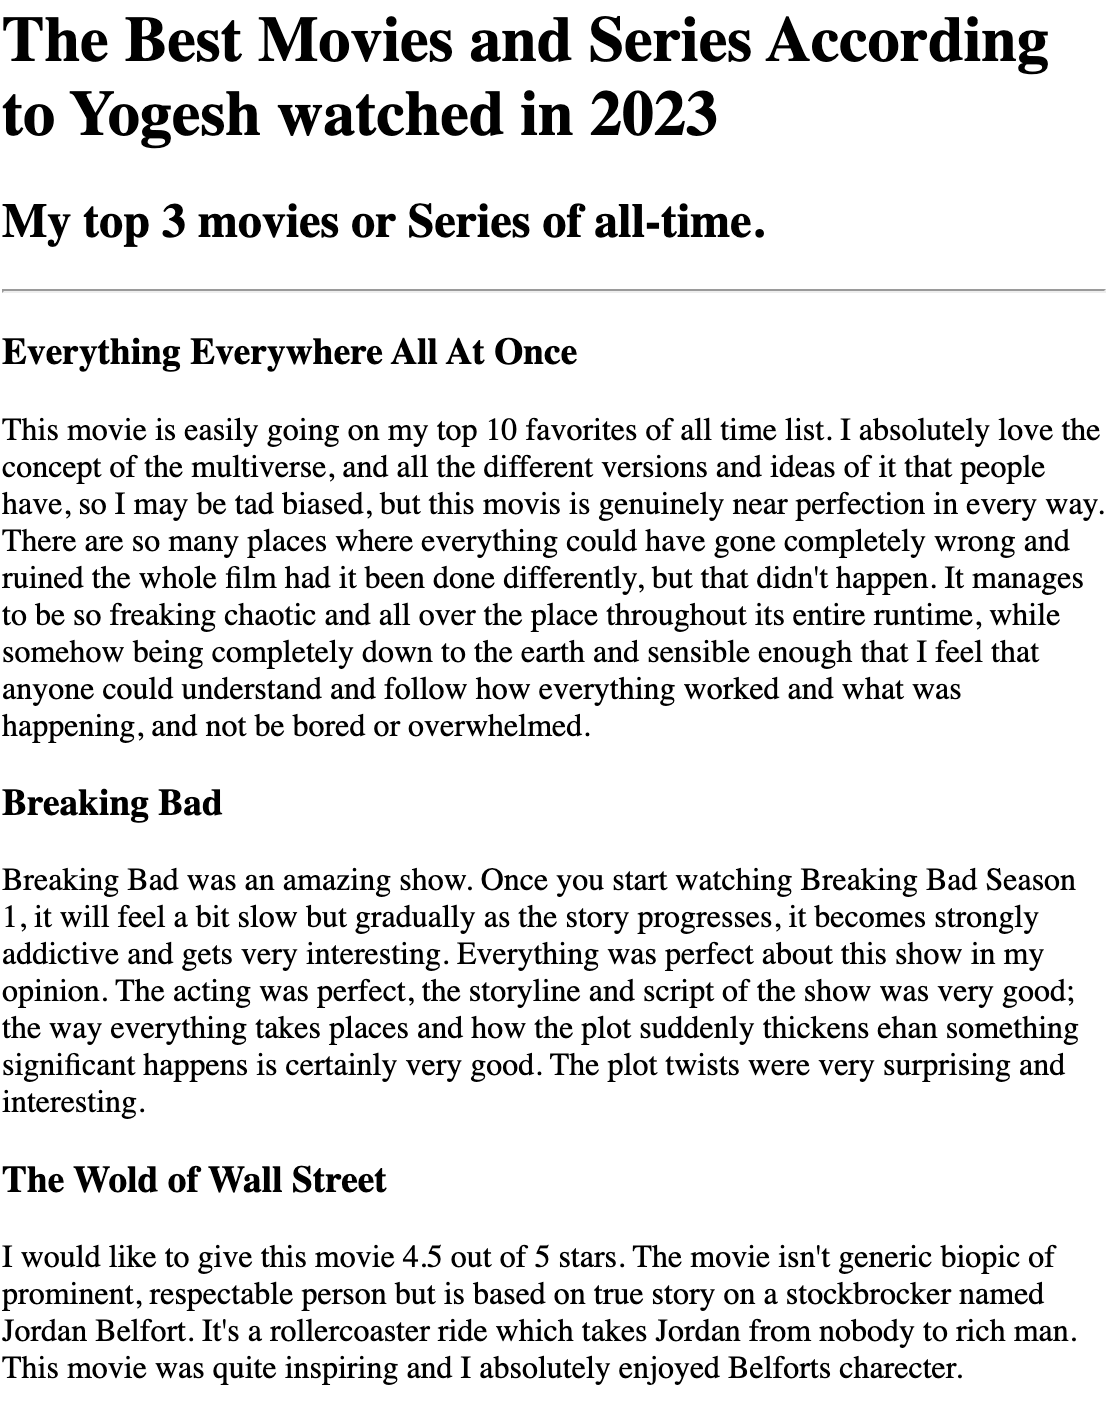 The Best Movies and Series According
to Yogesh watched in 2023
My top 3 movies or Series of all-time.
Everything Everywhere All At Once
This movie is easily going on my top 10 favorites of all time list. I absolutely love the
concept of the multiverse, and all the different versions and ideas of it that people
have, so I may be tad biased, but this movis is genuinely near perfection in every way.
There are so many places where everything could have gone completely wrong and
ruined the whole film had it been done differently, but that didn't happen. It manages
to be so freaking chaotic and all over the place throughout its entire runtime, while
somehow being completely down to the earth and sensible enough that I feel that
anyone could understand and follow how everything worked and what was
happening, and not be bored or overwhelmed.
Breaking Bad
Breaking Bad was an amazing show. Once you start watching Breaking Bad Season
1, it will feel a bit slow but gradually as the story progresses, it becomes strongly
addictive and gets very interesting. Everything was perfect about this show in my
opinion. The acting was perfect, the storyline and script of the show was very good;
the way everything takes places and how the plot suddenly thickens ehan something
significant happens is certainly very good. The plot twists were very surprising and
interesting.
The Wold of Wall Street
I would like to give this movie 4.5 out of 5 stars. The movie isn't generic biopic of
prominent, respectable person but is based on true story on a stockbrocker named
Jordan Belfort. It's a rollercoaster ride which takes Jordan from nobody to rich man.
This movie was quite inspiring and I absolutely enjoyed Belforts charecter.